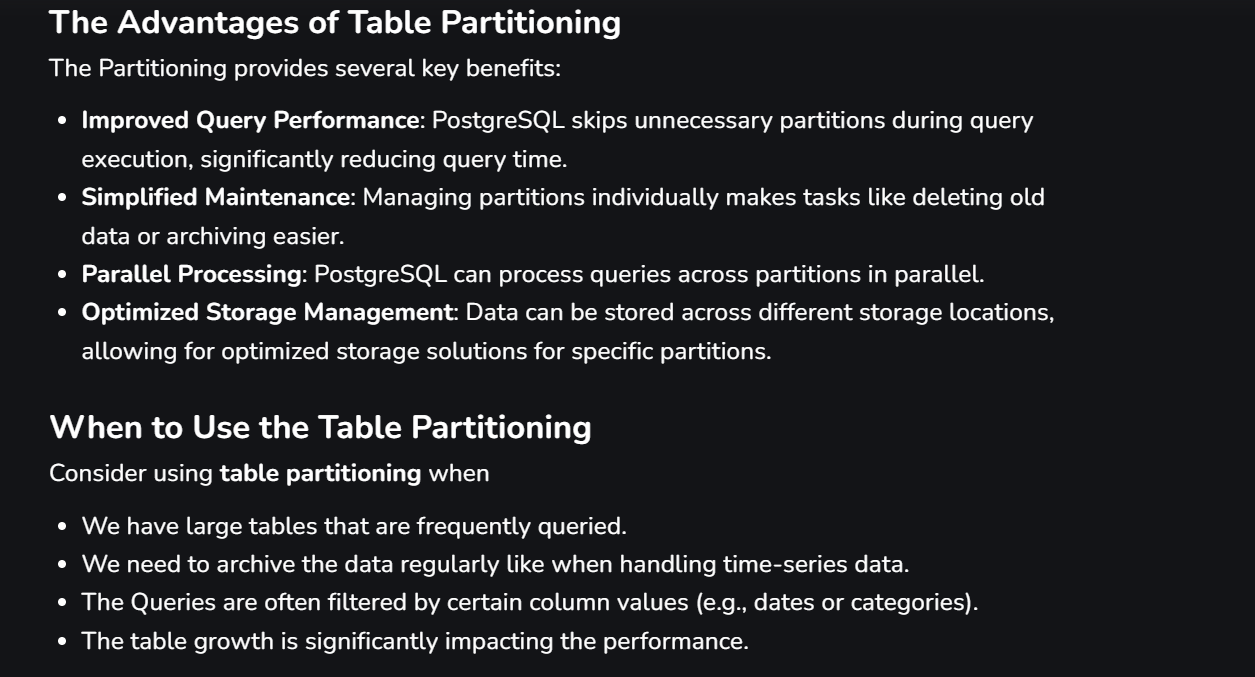 The Advantages of Table Partitioning
The Partitioning provides several key benefits:
Improved Query Performance: PostgreSQL skips unnecessary partitions during query
execution, significantly reducing query time.
Simplified Maintenance: Managing partitions individually makes tasks like deleting old
data or archiving easier.
Parallel Processing: PostgreSQL can process queries across partitions in parallel.
Optimized Storage Management: Data can be stored across different storage locations,
allowing for optimized storage solutions for specific partitions.
When to Use the Table Partitioning
Consider using table partitioning when
We have large tables that are frequently queried.
We need to archive the data regularly like when handling time-series data.
The Queries are often filtered by certain column values (e.g., dates or categories).
The table growth is significantly impacting the performance.